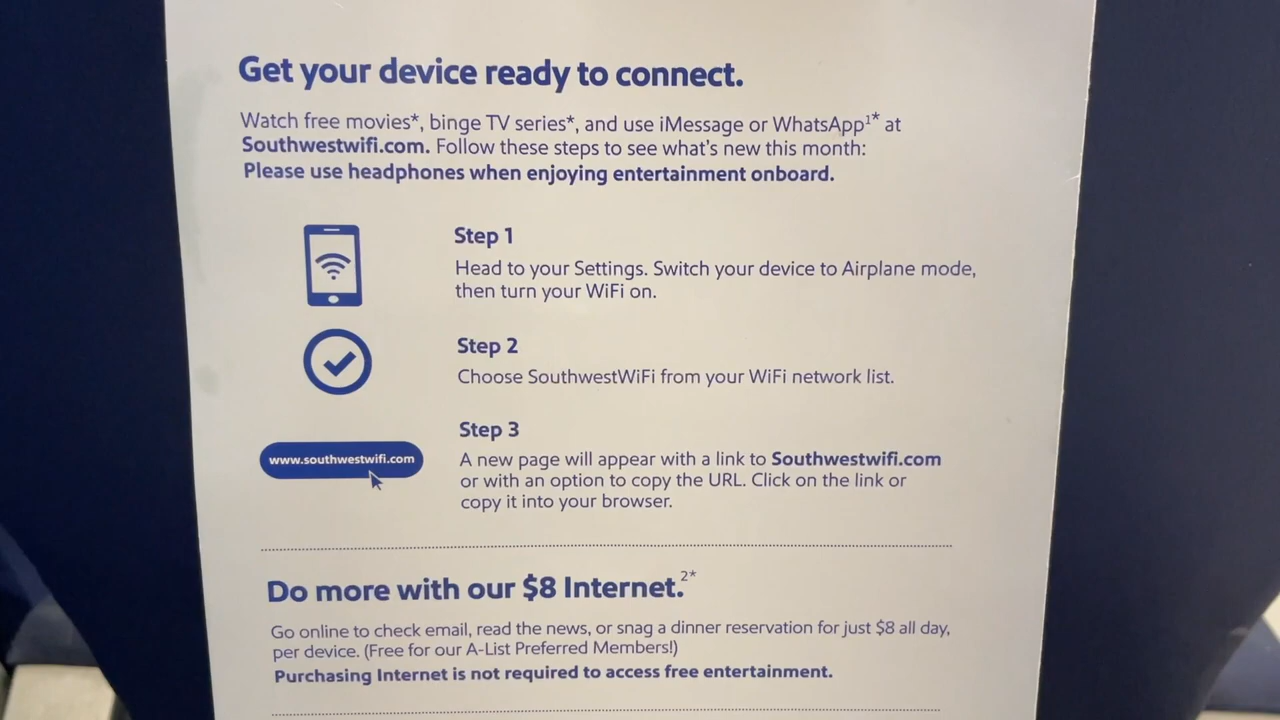 Get your device ready to connect.
Watch free movies*, binge TV series*, and use iMessage or WhatsApp¹* at
Southwestwifi.com. Follow these steps to see what's new this month:
Please use headphones when enjoying entertainment onboard.
Step 1
Head to your Settings. Switch your device to Airplane mode,
then turn your WiFi on.
Step 2
Choose SouthwestWiFi from your WiFi network list.
www.southwestwifi.com
Step 3
A new page will appear with a link to Southwestwifi.com
or with an option to copy the URL. Click on the link or
copy it into your browser.
Do more with our $8 Internet.²*
Go online to check email, read the news, or snag a dinner reservation for just $8 all day,
per device. (Free for our A-List Preferred Members!)
Purchasing Internet is not required to access free entertainment.